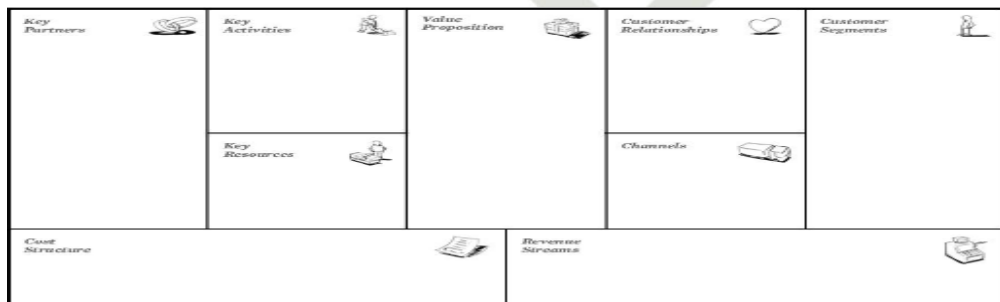 Key
Partners
Key
Activities
Value
Proposition
Customer
Relationships
Customer
Segments
Key
Resources
Channels
Cost
Structure
Revenue
Streams